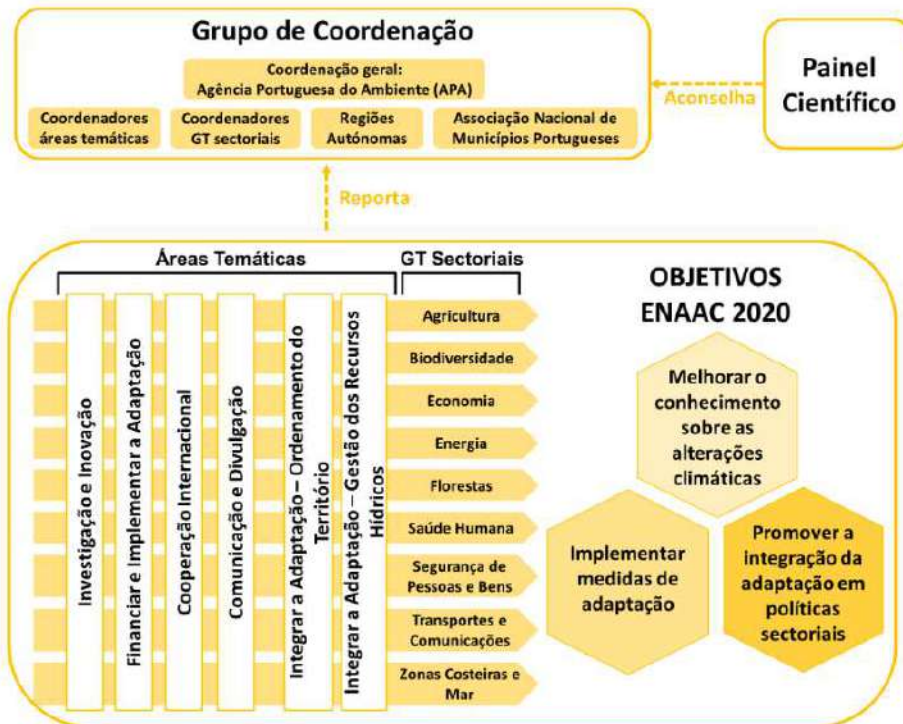 Grupo de Coordenação
Coordenação geral:
Agência Portuguesa do Ambiente (APA)
Coordenadores
áreas temáticas
Coordenadores
GT sectoriais
Regiões
Autónomas
Associação Nacional de
Municípios Portugueses
Aconselha
Painel
Científico
Reporta
Áreas Temáticas
GT Sectoriais
Investigação e Inovação
Financiar e Implementar a Adaptação
Cooperação Internacional
Comunicação e Divulgação
Integrar a Adaptação – Ordenamento do
Território
Integrar a Adaptação – Gestão dos Recursos
Hídricos
Agricultura
Biodiversidade
Economia
Energia
Florestas
Saúde Humana
Segurança de
Pessoas e Bens
Transportes e
Comunicações
Zonas Costeiras e
Mar
OBJETIVOS
ENAAC 2020
Melhorar o
conhecimento
sobre as
alterações
climáticas
Implementar
medidas de
adaptação
Promover a
integração da
adaptação em
políticas
sectoriais